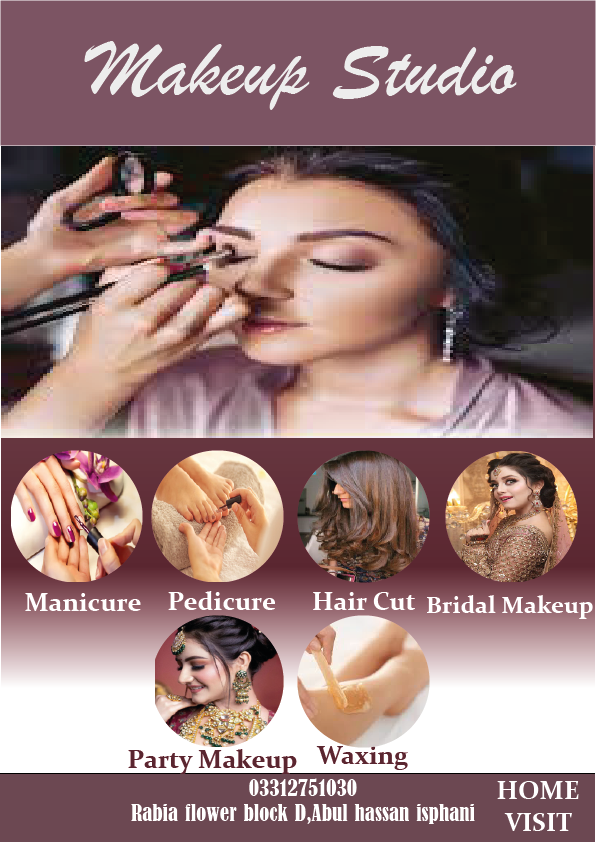 Makeup Studio
Manicure
Pedicure
Hair Cut
Bridal Makeup
Party Makeup
Waxing
03312751030
Rabia flower block D,Abul hassan isphani
HOME
VISIT